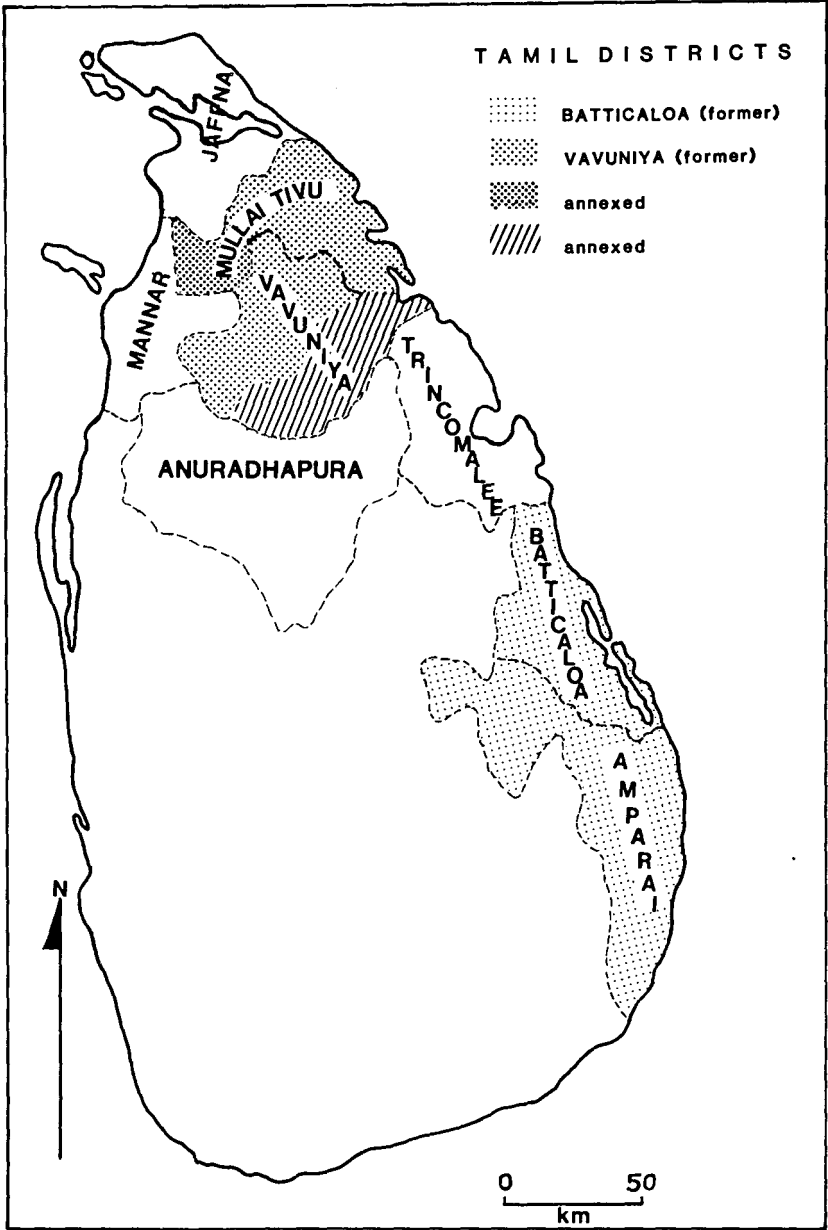 TAMIL DISTRICTS
BATTICALOA (former)
VAVUNIYA (former)
annexed
annexed
JAFFNA
MULLAI TIVU
MANNAR
VAVUNIYA
TRINCOMALEE
ANURADHAPURA
BATTICALOA
AMPARAI
N
0 50
km